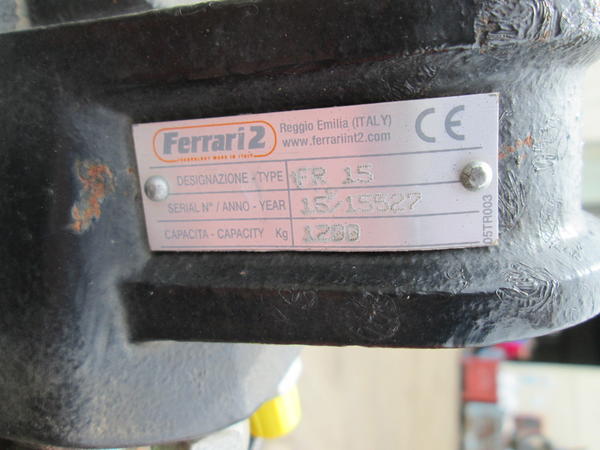 Ferrari2
TECHNOLOGY MADE IN ITALY
Reggio Emilia (ITALY)
www.ferrariint2.com
CE
DESIGNAZIONE - TYPE FR 15
SERIAL N° / ANNO - YEAR 15/15527
CAPACITA - CAPACITY Kg 1200
05TR003